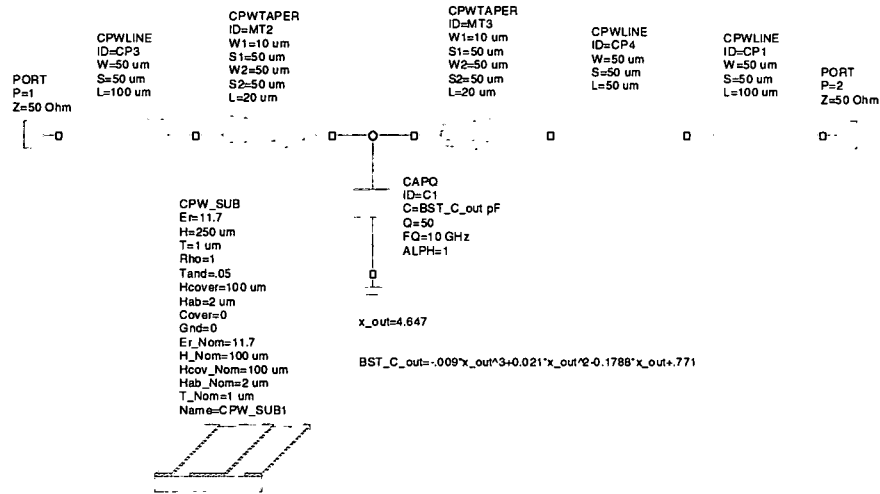 PORT
P=1
Z=50 Ohm
CPWLINE
ID=CP3
W=50 um
S=50 um
L=100 um
CPWTAPER
ID=MT2
W1=10 um
S1=50 um
W2=50 um
S2=50 um
L=20 um
CPWTAPER
ID=MT3
W1=10 um
S1=50 um
W2=50 um
S2=50 um
L=20 um
CPWLINE
ID=CP4
W=50 um
S=50 um
L=50 um
CPWLINE
ID=CP1
W=50 um
S=50 um
L=100 um
PORT
P=2
Z=50 Ohm
CAPQ
ID=C1
C=BST_C_out pF
Q=50
FQ=10 GHz
ALPH=1
CPW_SUB
Er=11.7
H=250 um
T=1 um
Rho=1
Tand=.05
Hcover=100 um
Hab=2 um
Cover=0
Gnd=0
Er_Nom=11.7
H_Nom=100 um
Hcov_Nom=100 um
Hab_Nom=2 um
T_Nom=1 um
Name=CPW_SUB1
x_out=4.647
BST_C_out=-.009*x_out^3+0.021*x_out^2-0.1788*x_out+.771